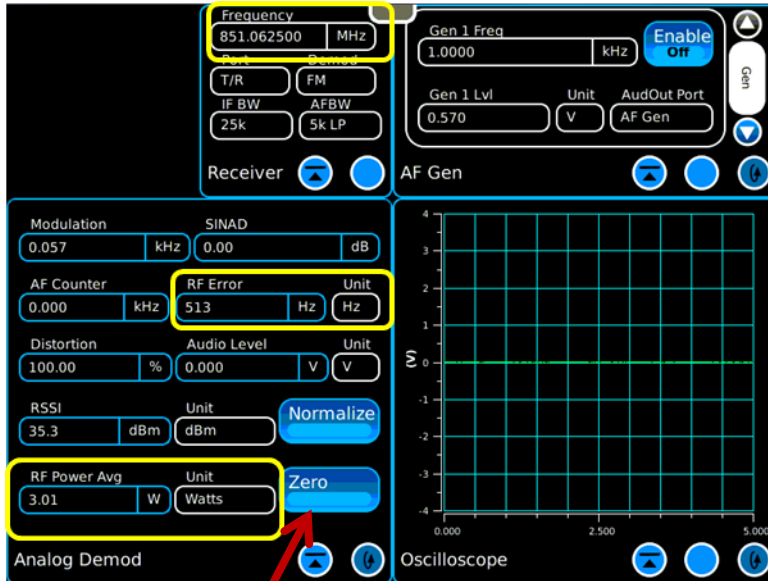 Frequency
851.062500 MHz
Port Demod
T/R FM
IF BW AFBW
25k 5k LP
Receiver
Gen 1 Freq
1.0000 kHz
Enable
Off
Gen 1 Lvl Unit AudOut Port
0.570 V AF Gen
Gen
AF Gen
Modulation SINAD
0.057 kHz 0.00 dB
AF Counter RF Error Unit
0.000 kHz 513 Hz Hz
Distortion Audio Level Unit
100.00 % 0.000 V V
RSSI Unit
35.3 dBm dBm
Normalize
RF Power Avg Unit
3.01 W Watts
Zero
Analog Demod
4
3
2
1
(V)
0
-1
-2
-3
-4
0.000 2.500 5.000
Oscilloscope